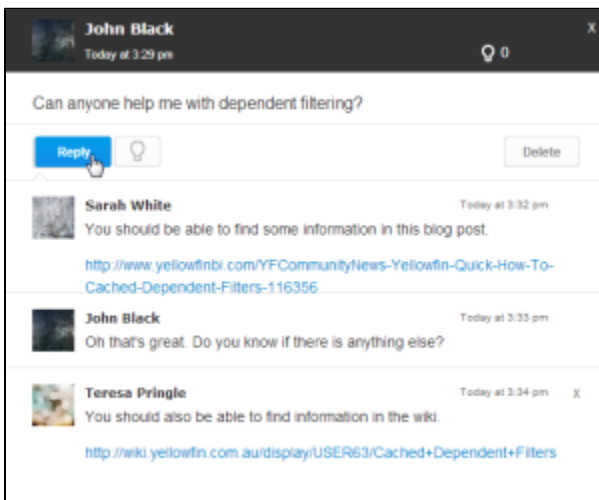 John Black
X
Today at 3:29 pm
0
Can anyone help me with dependent filtering?
Reply
Delete
Sarah White
Today at 3:32 pm
You should be able to find some information in this blog post.
http://www.yellowfinbi.com/YFCommunityNews-Yellowfin-Quick-How-To-
Cached-Dependent-Filters-116356
John Black
Today at 3:33 pm
Oh that's great. Do you know if there is anything else?
Teresa Pringle
Today at 3:34 pm
x
You should also be able to find information in the wiki.
http://wiki.yellowfin.com.au/display/USER63/Cached+Dependent+Filters